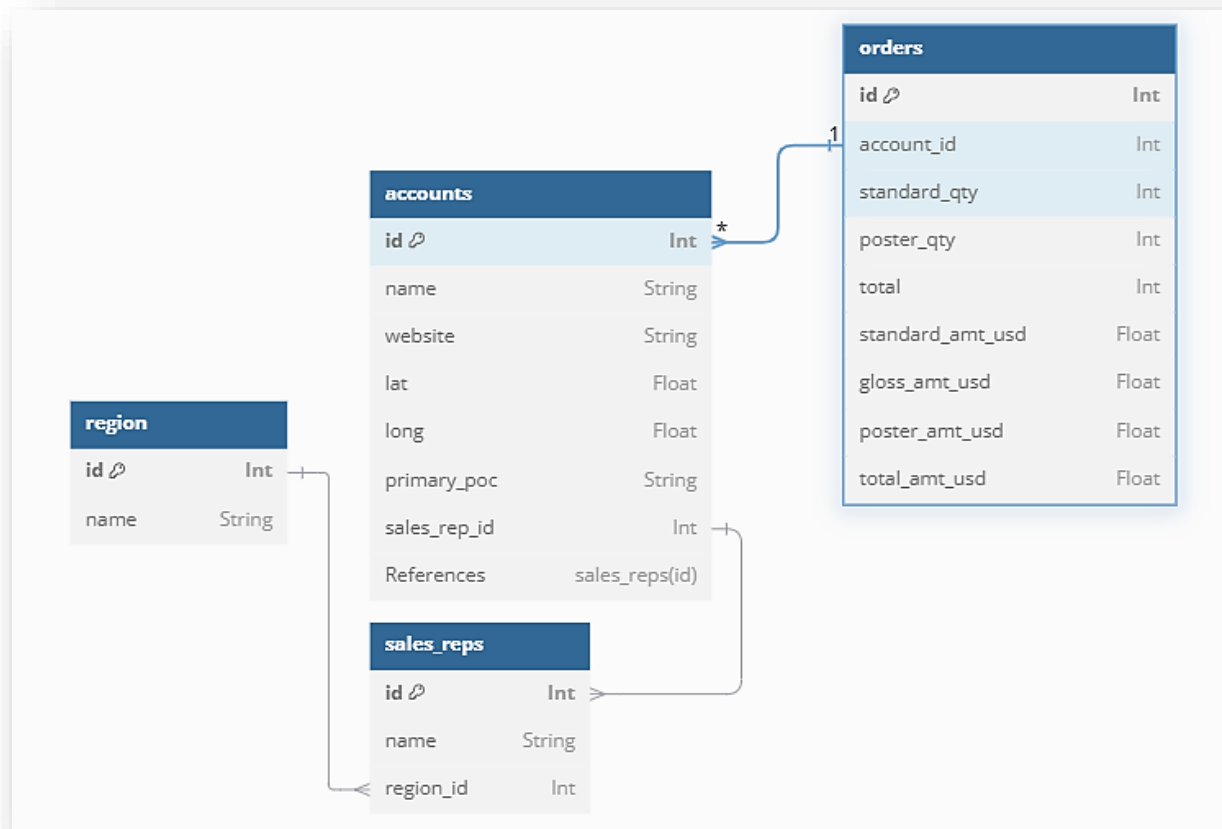 orders
id Int
account_id Int
standard_qty Int
poster_qty Int
total Int
standard_amt_usd Float
gloss_amt_usd Float
poster_amt_usd Float
total_amt_usd Float
1
*
accounts
id Int
name String
website String
lat Float
long Float
primary_poc String
sales_rep_id Int
References sales_reps(id)
region
id Int
name String
sales_reps
id Int
name String
region_id Int